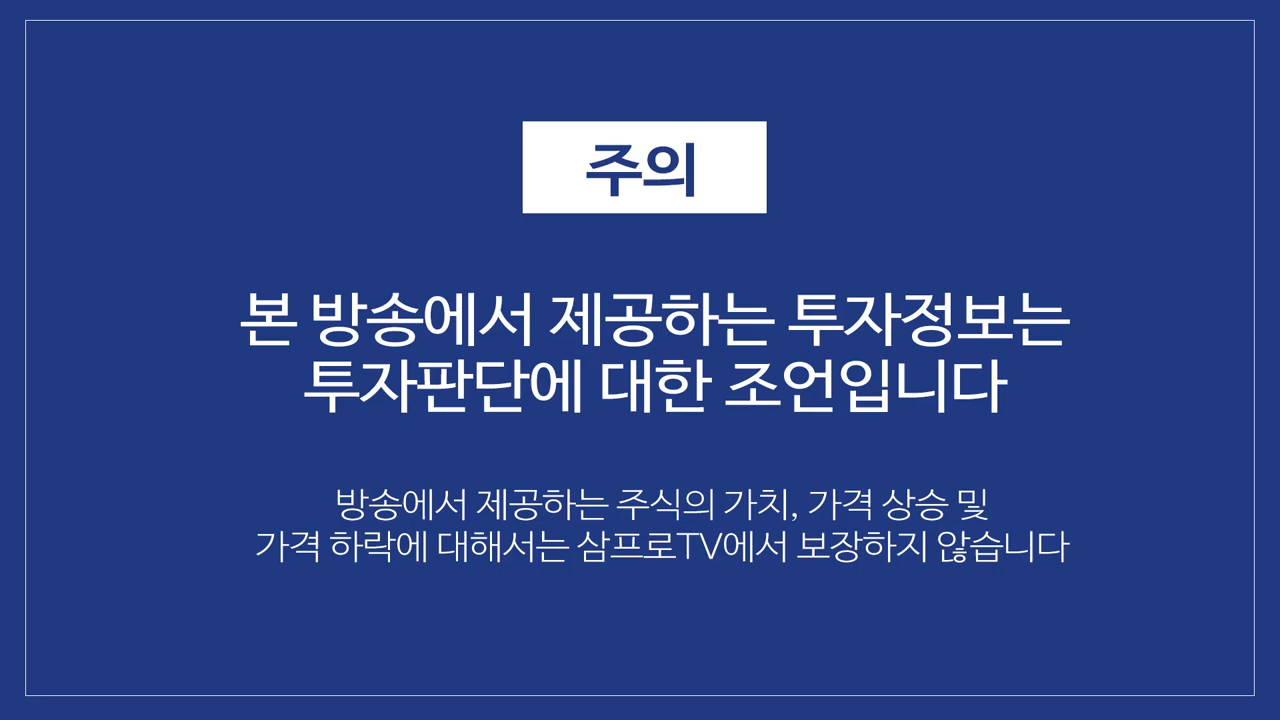 주의
본 방송에서 제공하는 투자정보는
투자판단에 대한 조언입니다
방송에서 제공하는 주식의 가치, 가격 상승 및
가격 하락에 대해서는 삼프로TV에서 보장하지 않습니다